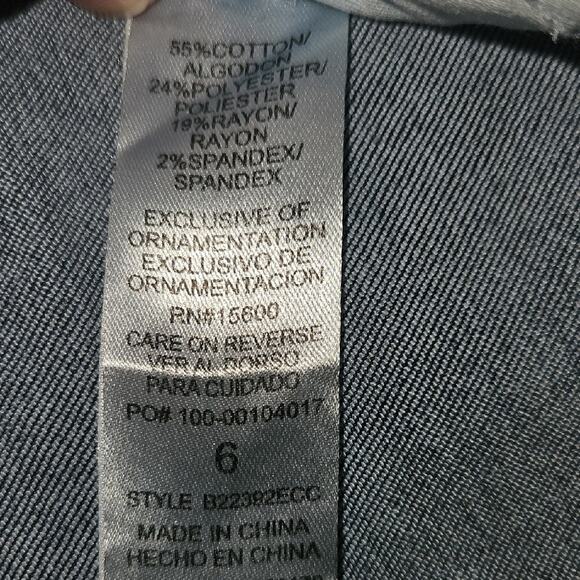 55%COTTON/
ALGODON
24%POLYESTER/
POLIESTER
19%RAYON/
RAYON
2%SPANDEX/
SPANDEX
EXCLUSIVE OF
ORNAMENTATION
EXCLUSIVO DE
ORNAMENTACION
RN#15600
CARE ON REVERSE
VER AL DORSO
PARA CUIDADO
PO# 100-00104017
6
STYLE B22392ECC
MADE IN CHINA
HECHO EN CHINA